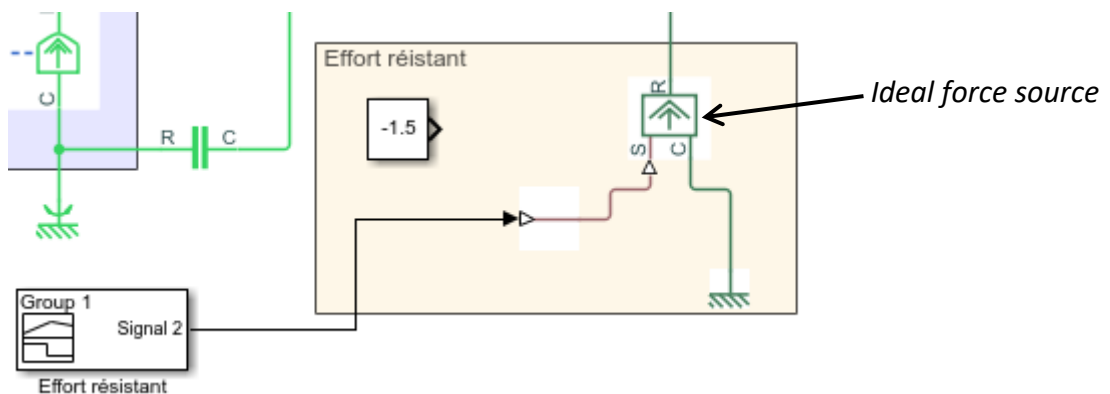 Effort réistant
R
Ideal force source
C
-1.5
R C
S C
Group 1
Signal 2
Effort résistant